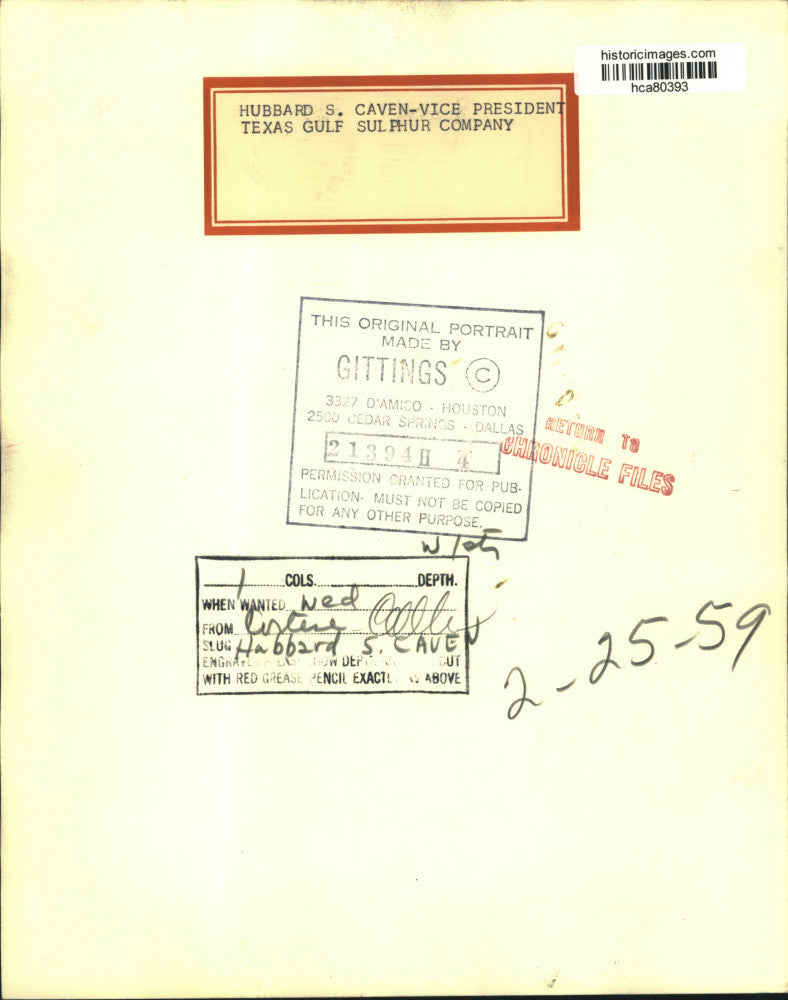 historicimages.com
hca80393
HUBBARD S. CAVEN-VICE PRESIDENT
TEXAS GULF SULPHUR COMPANY
THIS ORIGINAL PORTRAIT
MADE BY
GITTINGS ©
3327 D'AMICO - HOUSTON
2500 CEDAR SPRINGS - DALLAS
21394H 4
PERMISSION GRANTED FOR PUB-
LICATION- MUST NOT BE COPIED
FOR ANY OTHER PURPOSE.
RETURN TO
CHRONICLE FILES
1 COLS. DEPTH.
WHEN WANTED Wed
FROM
SLUG Hubbard S. CAVEN
WITH RED GREASE PENCIL EXACTLY AS ABOVE
2-25-59